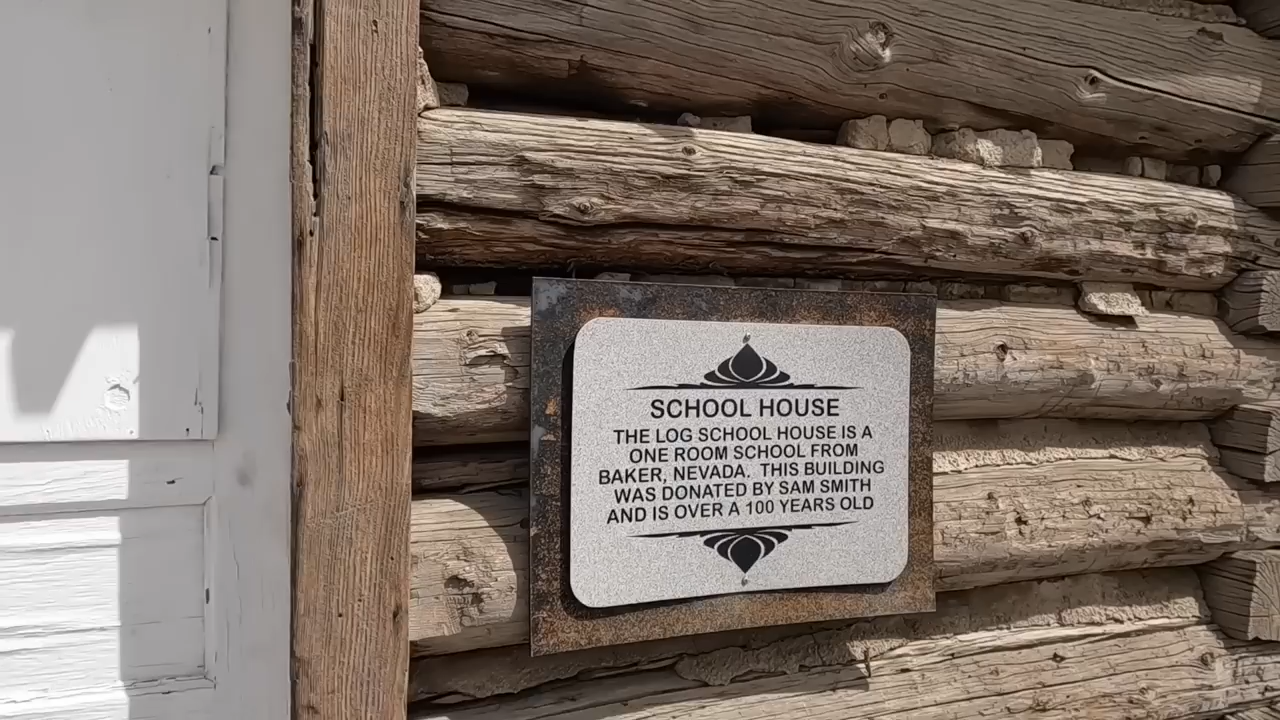 SCHOOL HOUSE
THE LOG SCHOOL HOUSE IS A
ONE ROOM SCHOOL FROM
BAKER, NEVADA. THIS BUILDING
WAS DONATED BY SAM SMITH
AND IS OVER A 100 YEARS OLD